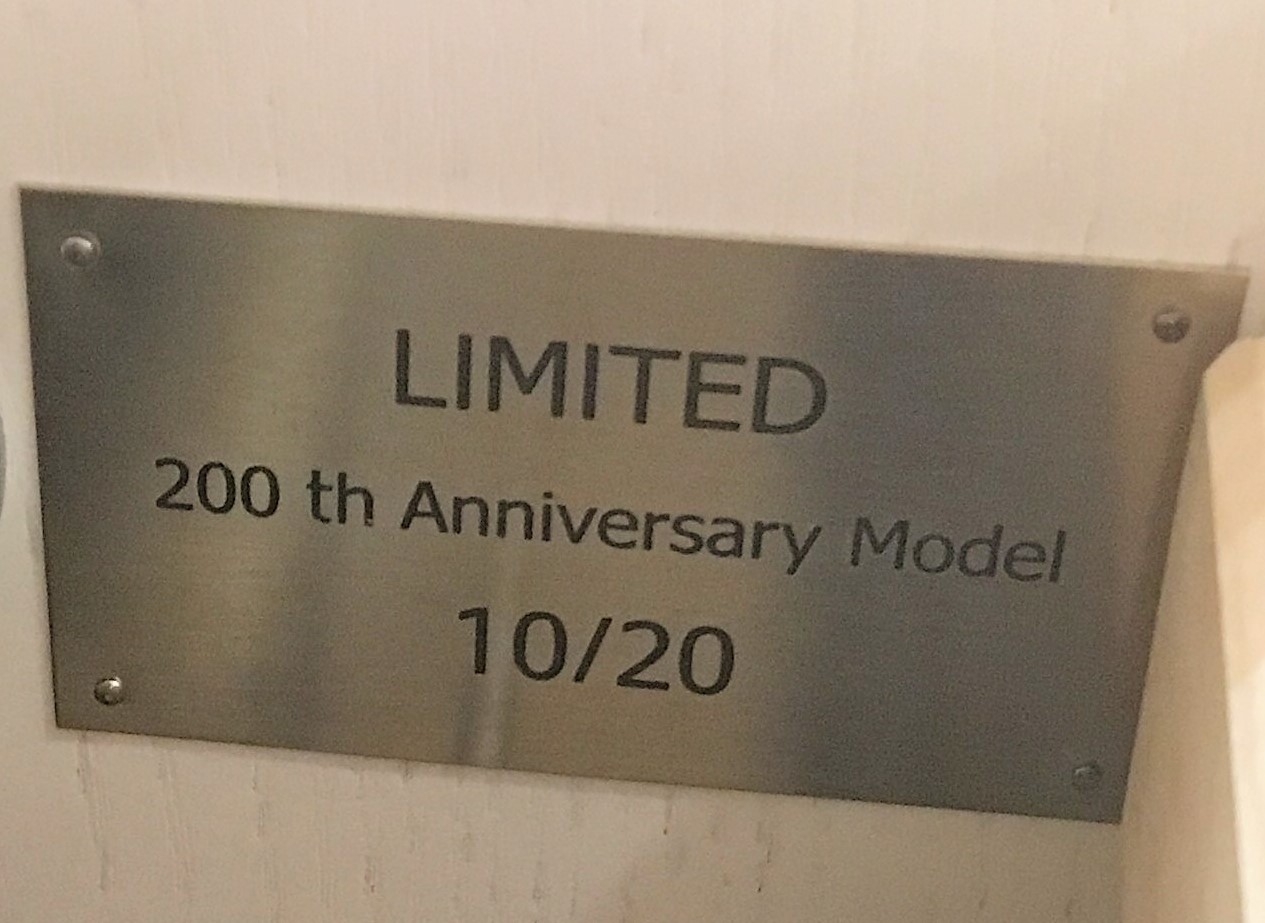 LIMITED
200 th Anniversary Model
10/20